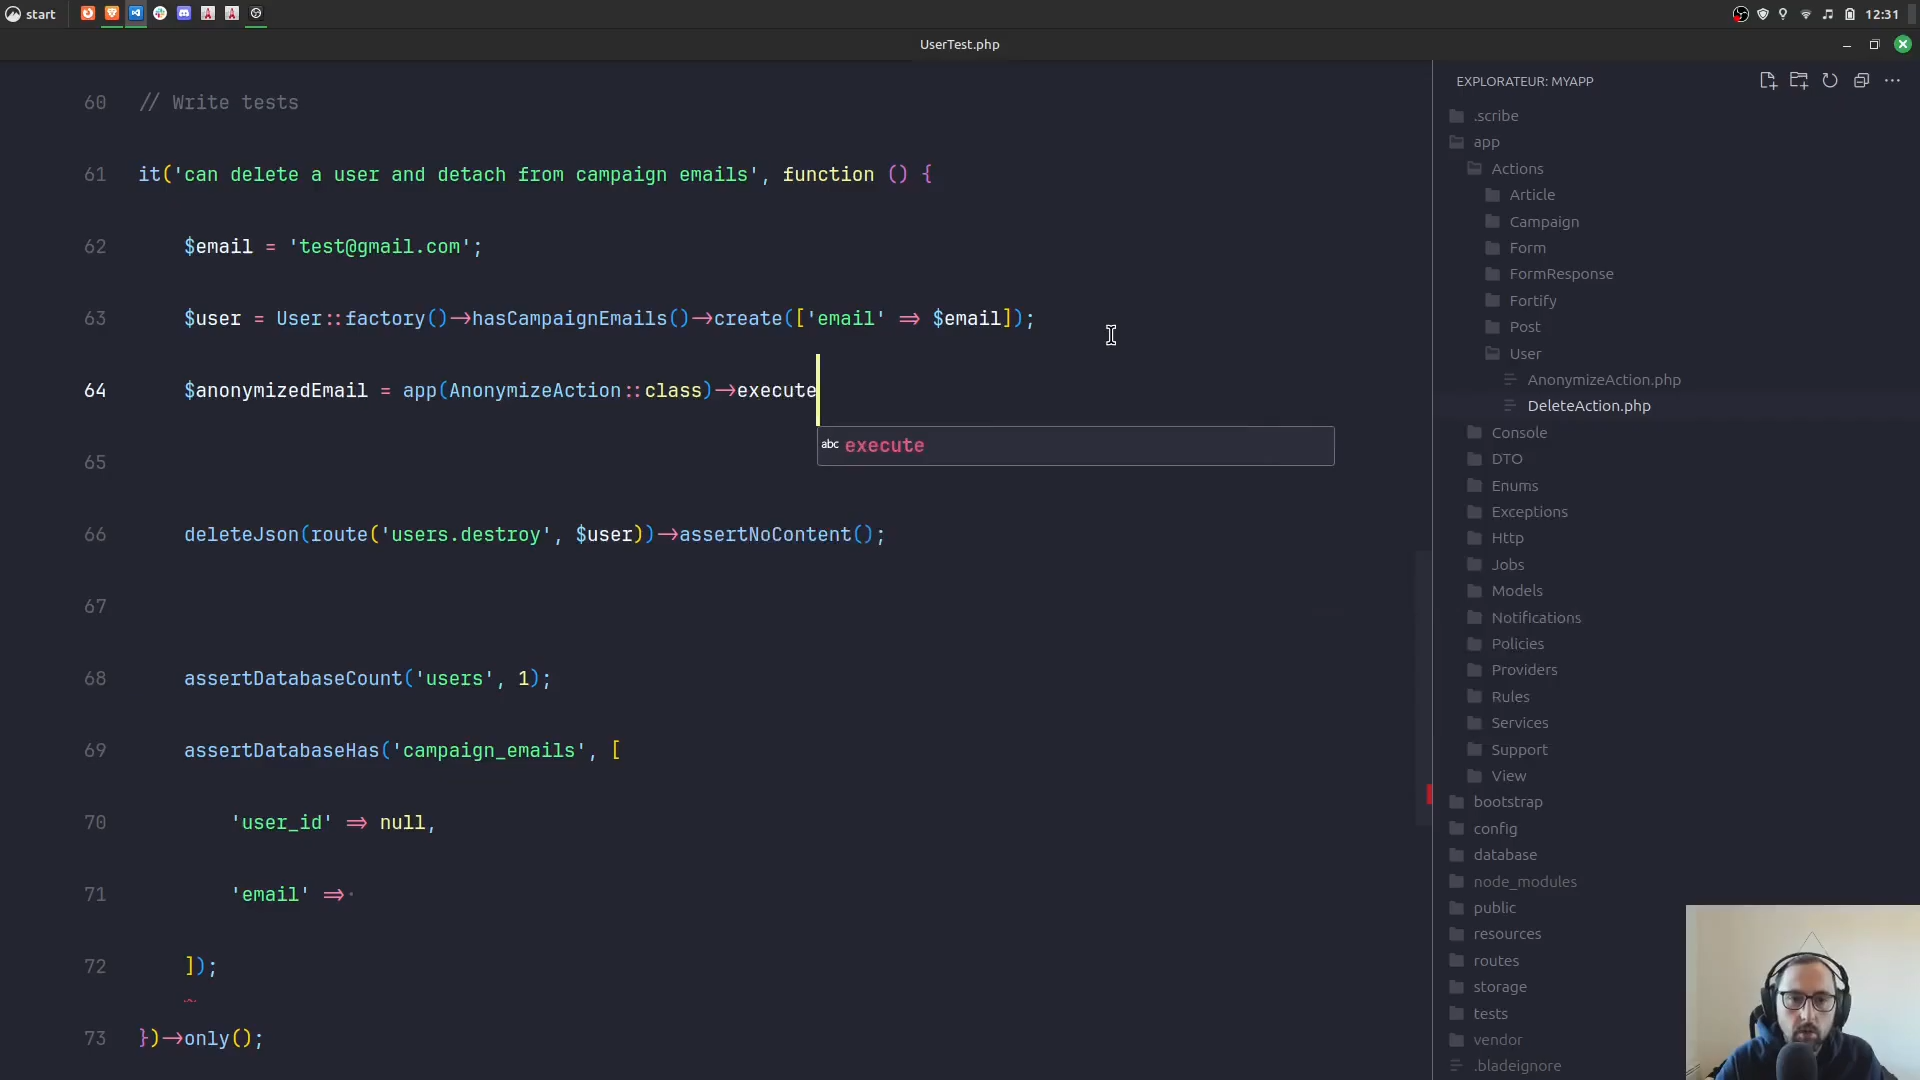 start
12:31
UserTest.php
60 // Write tests
61 it('can delete a user and detach from campaign emails', function () {
62 $email = 'test@gmail.com';
63 $user = User::factory()->hasCampaignEmails()->create(['email' => $email]);
64 $anonymizedEmail = app(AnonymizeAction::class)->execute
abc execute
65
66 deleteJson(route('users.destroy', $user))->assertNoContent();
67
68 assertDatabaseCount('users', 1);
69 assertDatabaseHas('campaign_emails', [
70 'user_id' => null,
71 'email' =>
72 ]);
73 })->only();
EXPLORATEUR: MYAPP
.scribe
app
Actions
Article
Campaign
Form
FormResponse
Fortify
Post
User
AnonymizeAction.php
DeleteAction.php
Console
DTO
Enums
Exceptions
Http
Jobs
Models
Notifications
Policies
Providers
Rules
Services
Support
View
bootstrap
config
database
node_modules
public
resources
routes
storage
tests
vendor
.bladeignore